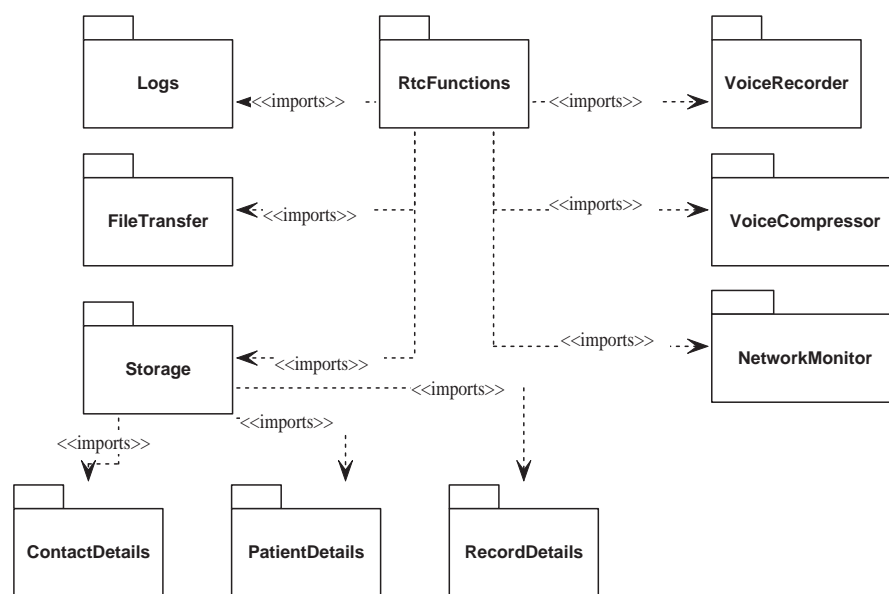 Logs
RtcFunctions
VoiceRecorder
<<imports>>
<<imports>>
FileTransfer
<<imports>>
<<imports>>
VoiceCompressor
Storage
<<imports>>
<<imports>>
NetworkMonitor
<<imports>>
<<imports>>
<<imports>>
ContactDetails
PatientDetails
RecordDetails